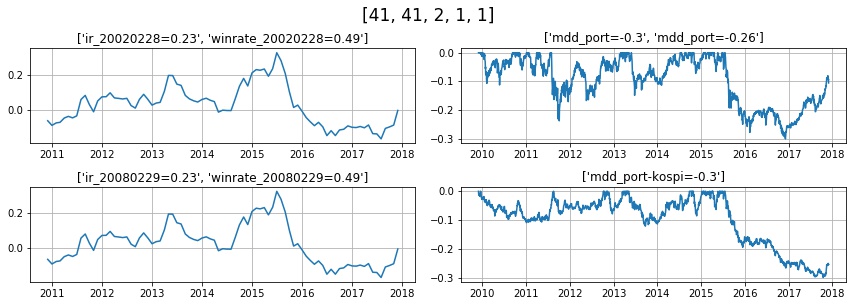 [41, 41, 2, 1, 1]
['ir_20020228=0.23', 'winrate_20020228=0.49']
0.2
0.0
2011 2012 2013 2014 2015 2016 2017 2018
['mdd_port=-0.3', 'mdd_port=-0.26']
0.0
−0.1
−0.2
−0.3
2010 2011 2012 2013 2014 2015 2016 2017 2018
['ir_20080229=0.23', 'winrate_20080229=0.49']
0.2
0.0
2011 2012 2013 2014 2015 2016 2017 2018
['mdd_port-kospi=-0.3']
0.0
−0.1
−0.2
−0.3
2010 2011 2012 2013 2014 2015 2016 2017 2018